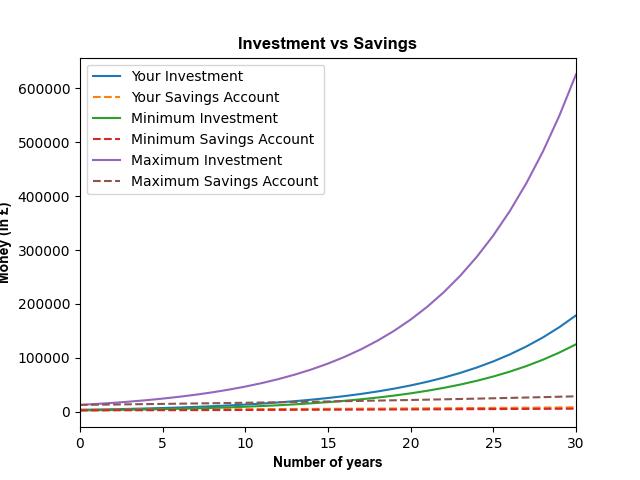 Investment vs Savings
Your Investment
Your Savings Account
Minimum Investment
Minimum Savings Account
Maximum Investment
Maximum Savings Account
600000
500000
400000
300000
200000
100000
0
Money (in £)
0 5 10 15 20 25 30
Number of years